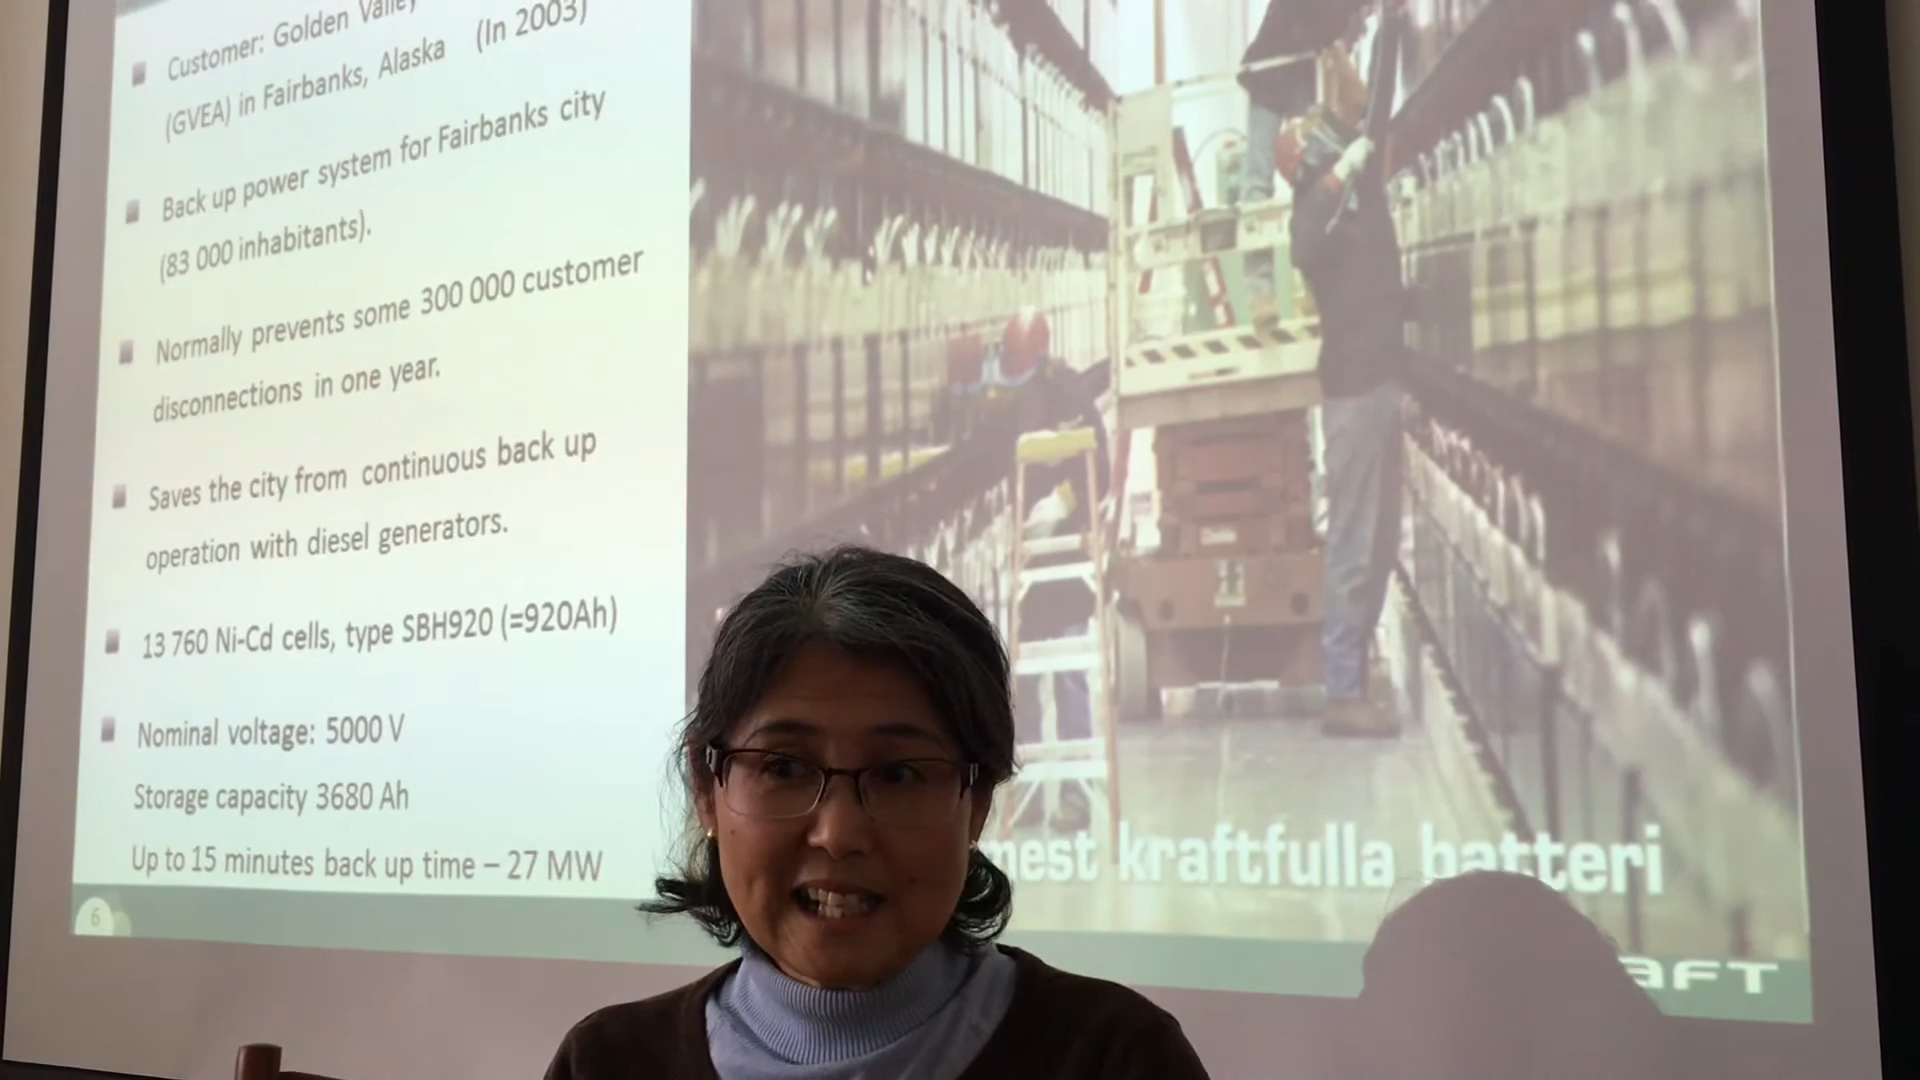 Customer: Golden Valley
(GVEA) in Fairbanks, Alaska (In 2003)
Back up power system for Fairbanks city
(83 000 inhabitants).
Normally prevents some 300 000 customer
disconnections in one year.
Saves the city from continuous back up
operation with diesel generators.
13 760 Ni-Cd cells, type SBH920 (=920Ah)
Nominal voltage: 5000 V
Storage capacity 3680 Ah
Up to 15 minutes back up time – 27 MW
mest kraftfulla batteri
6
AFT